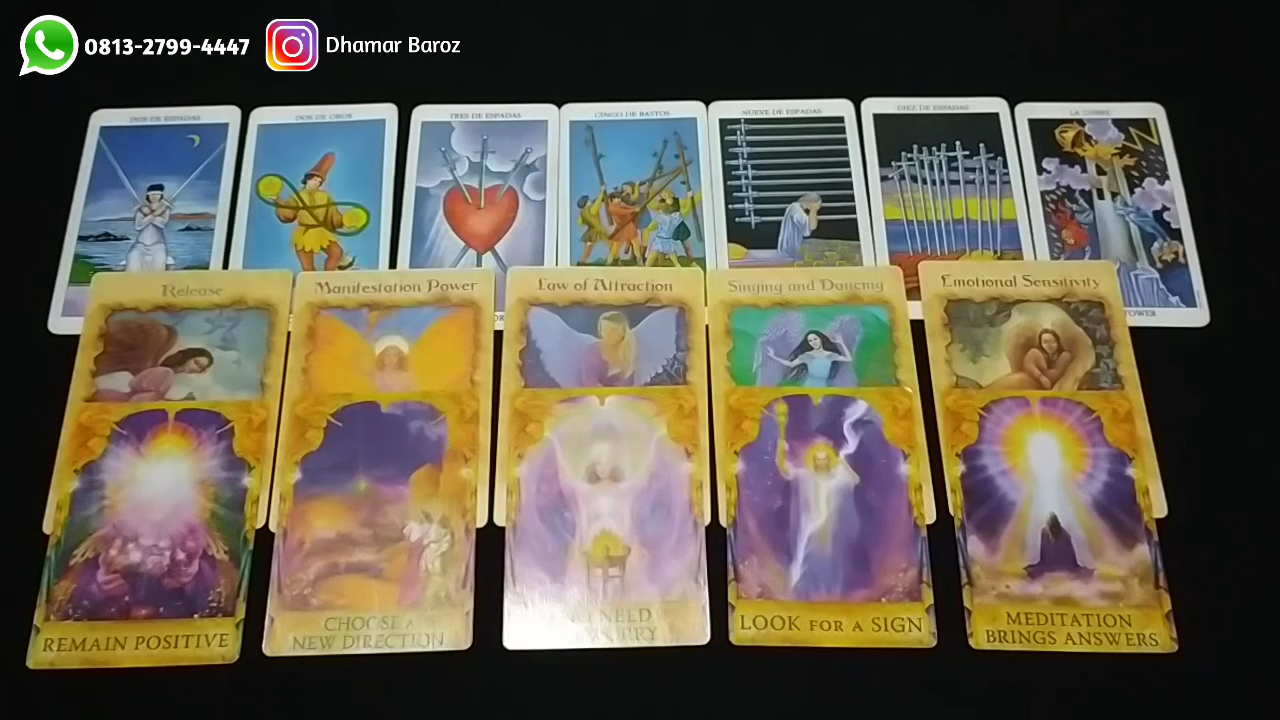 0813-2799-4447
Dhamar Baroz
DOS DE ESPADAS
DOS DE OROS
TRES DE ESPADAS
CINCO DE BASTOS
NUEVE DE ESPADAS
DIEZ DE ESPADAS
LA TORRE
TOWER
Release
Manifestation Power
Law of Attraction
Singing and Dancing
Emotional Sensitivity
REMAIN POSITIVE
CHOOSE A
NEW DIRECTION
NEED
LOOK FOR A SIGN
MEDITATION
BRINGS ANSWERS